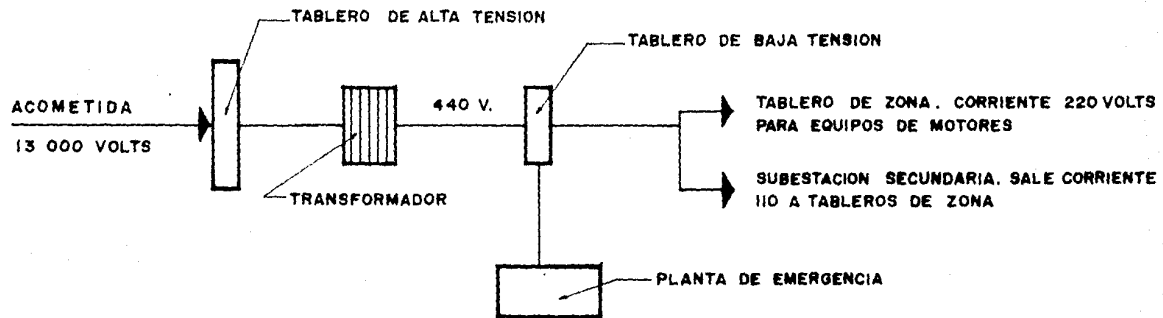 TABLERO DE ALTA TENSION
TABLERO DE BAJA TENSION
ACOMETIDA
13 000 VOLTS
440 V.
TABLERO DE ZONA. CORRIENTE 220 VOLTS
PARA EQUIPOS DE MOTORES
TRANSFORMADOR
SUBESTACION SECUNDARIA. SALE CORRIENTE
110 A TABLEROS DE ZONA
PLANTA DE EMERGENCIA